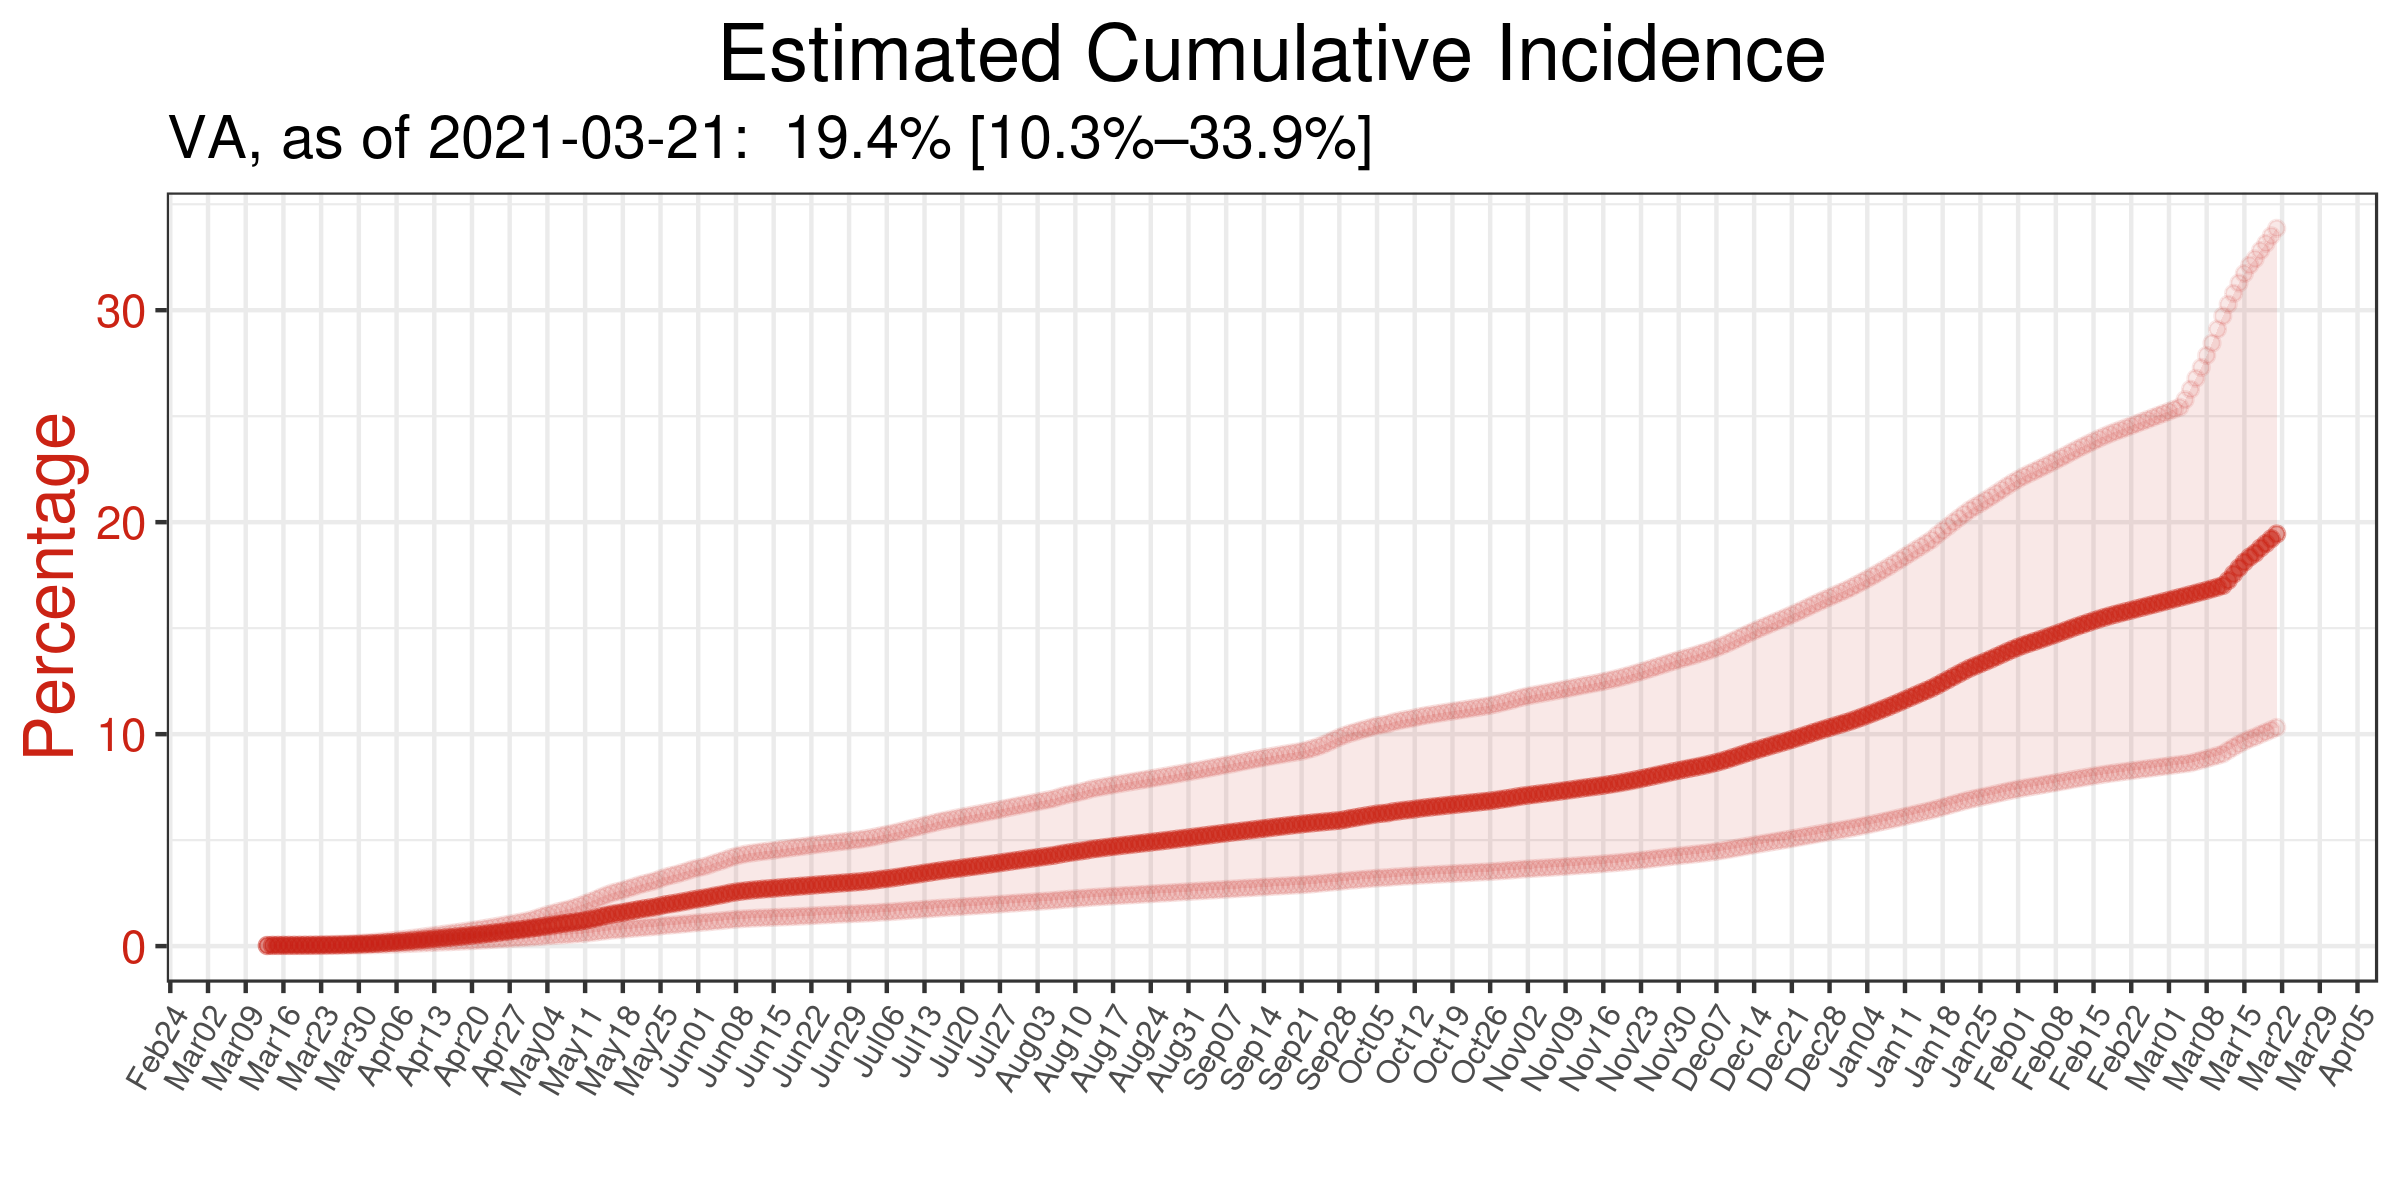 Estimated Cumulative Incidence
VA, as of 2021-03-21:  19.4% [10.3%–33.9%]
Percentage
30
20
10
0
Feb24
Mar02
Mar09
Mar16
Mar23
Mar30
Apr06
Apr13
Apr20
Apr27
May04
May11
May18
May25
Jun01
Jun08
Jun15
Jun22
Jun29
Jul06
Jul13
Jul20
Jul27
Aug03
Aug10
Aug17
Aug24
Aug31
Sep07
Sep14
Sep21
Sep28
Oct05
Oct12
Oct19
Oct26
Nov02
Nov09
Nov16
Nov23
Nov30
Dec07
Dec14
Dec21
Dec28
Jan04
Jan11
Jan18
Jan25
Feb01
Feb08
Feb15
Feb22
Mar01
Mar08
Mar15
Mar22
Mar29
Apr05